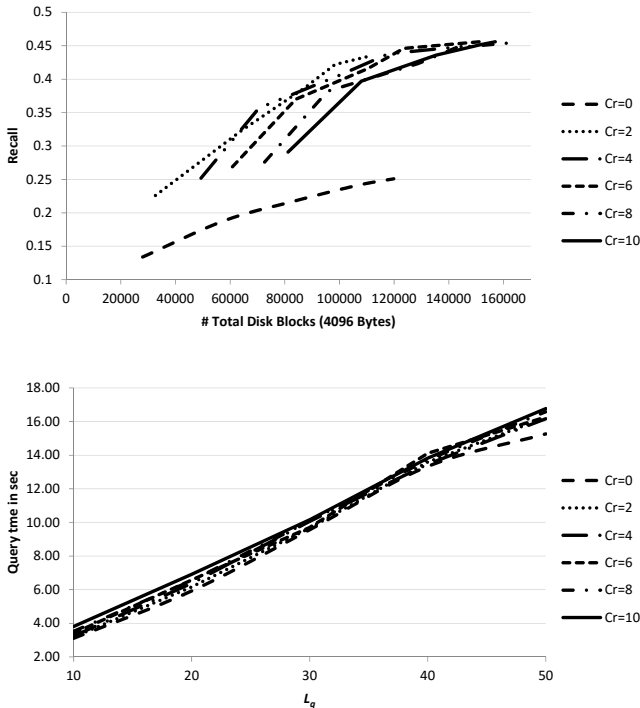 0.5
0.45
0.4
0.35
0.3
0.25
0.2
0.15
0.1
Recall
0 20000 40000 60000 80000 100000 120000 140000 160000
# Total Disk Blocks (4096 Bytes)
Cr=0
Cr=2
Cr=4
Cr=6
Cr=8
Cr=10
18.00
16.00
14.00
12.00
10.00
8.00
6.00
4.00
2.00
Query tme in sec
10 20 30 40 50
Lq
Cr=0
Cr=2
Cr=4
Cr=6
Cr=8
Cr=10